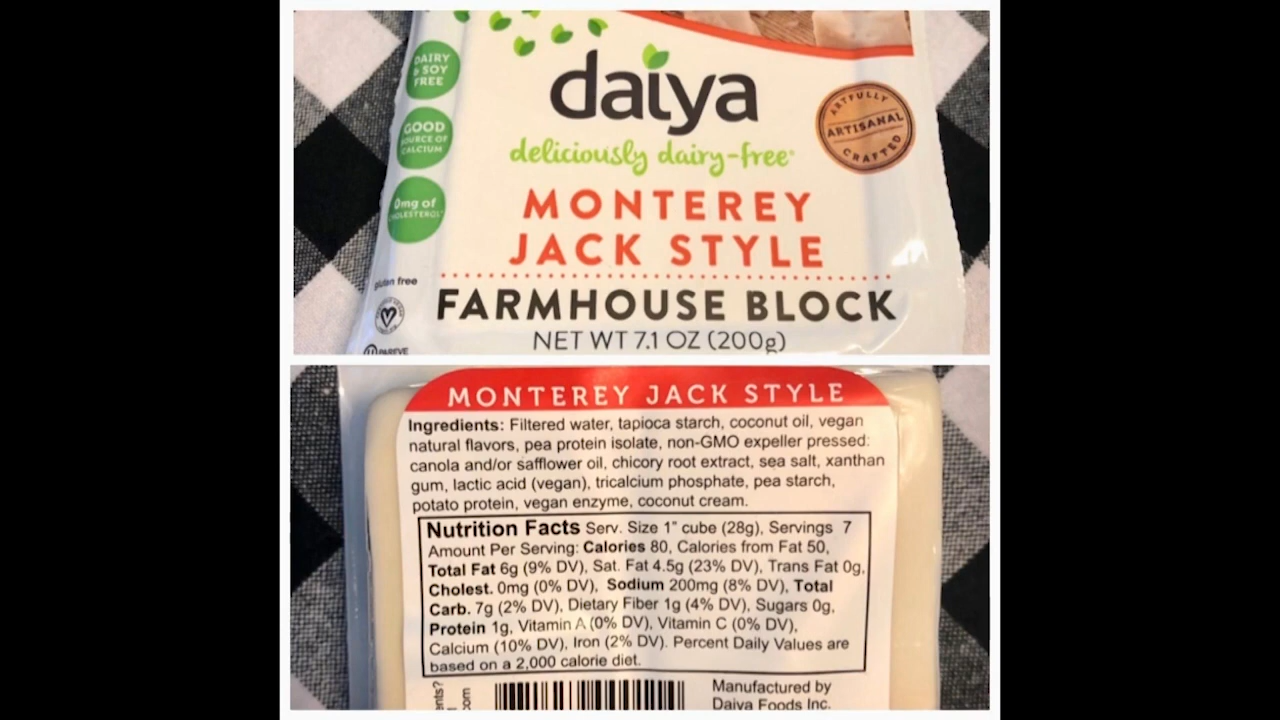 DAIRY
& SOY
FREE
daiya
ARTFULLY
ARTISANAL
CRAFTED
GOOD
SOURCE OF
CALCIUM
deliciously dairy-free
0mg of
CHOLESTEROL
MONTEREY
JACK STYLE
gluten free
FARMHOUSE BLOCK
NET WT 7.1 OZ (200g)
PAREVE
MONTEREY JACK STYLE
Ingredients: Filtered water, tapioca starch, coconut oil, vegan
natural flavors, pea protein isolate, non-GMO expeller pressed:
canola and/or safflower oil, chicory root extract, sea salt, xanthan
gum, lactic acid (vegan), tricalcium phosphate, pea starch,
potato protein, vegan enzyme, coconut cream.
Nutrition Facts Serv. Size 1" cube (28g), Servings 7
Amount Per Serving: Calories 80, Calories from Fat 50,
Total Fat 6g (9% DV), Sat. Fat 4.5g (23% DV), Trans Fat 0g,
Cholest. 0mg (0% DV), Sodium 200mg (8% DV), Total
Carb. 7g (2% DV), Dietary Fiber 1g (4% DV), Sugars 0g,
Protein 1g, Vitamin A (0% DV), Vitamin C (0% DV),
Calcium (10% DV), Iron (2% DV). Percent Daily Values are
based on a 2,000 calorie diet.
ents?
com
Manufactured by
Daiya Foods Inc.